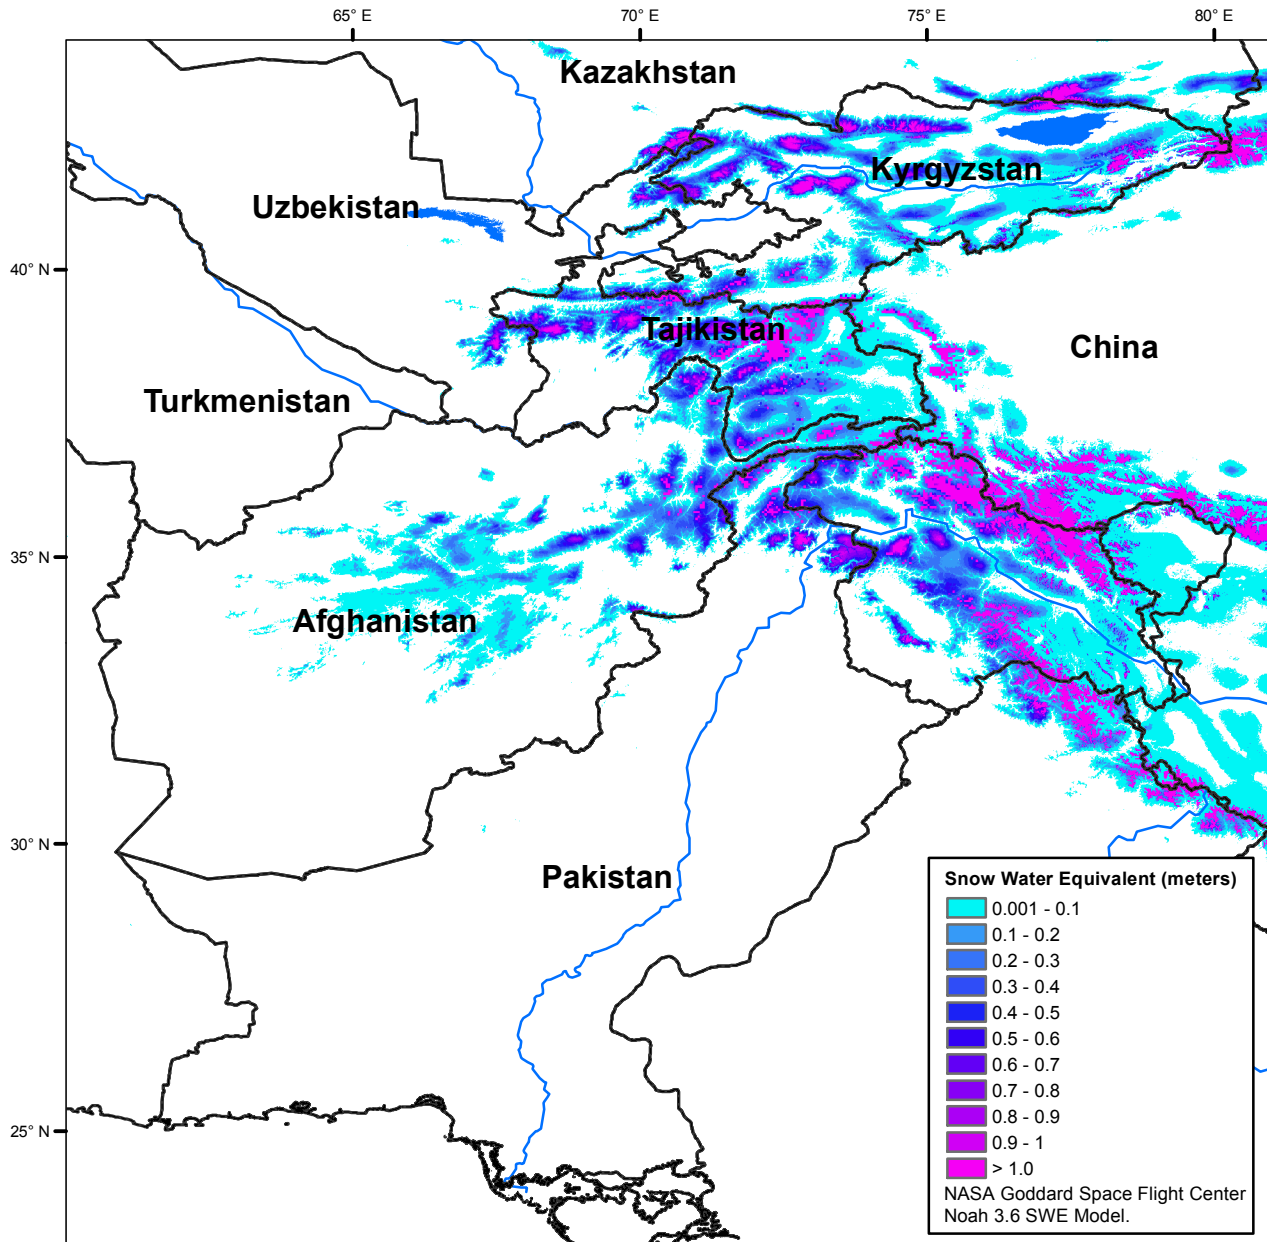 65° E
70° E
75° E
80° E
Kazakhstan
Kyrgyzstan
Uzbekistan
40° N
Tajikistan
China
Turkmenistan
35° N
Afghanistan
30° N
Pakistan
25° N
Snow Water Equivalent (meters)
0.001 - 0.1
0.1 - 0.2
0.2 - 0.3
0.3 - 0.4
0.4 - 0.5
0.5 - 0.6
0.6 - 0.7
0.7 - 0.8
0.8 - 0.9
0.9 - 1
> 1.0
NASA Goddard Space Flight Center
Noah 3.6 SWE Model.